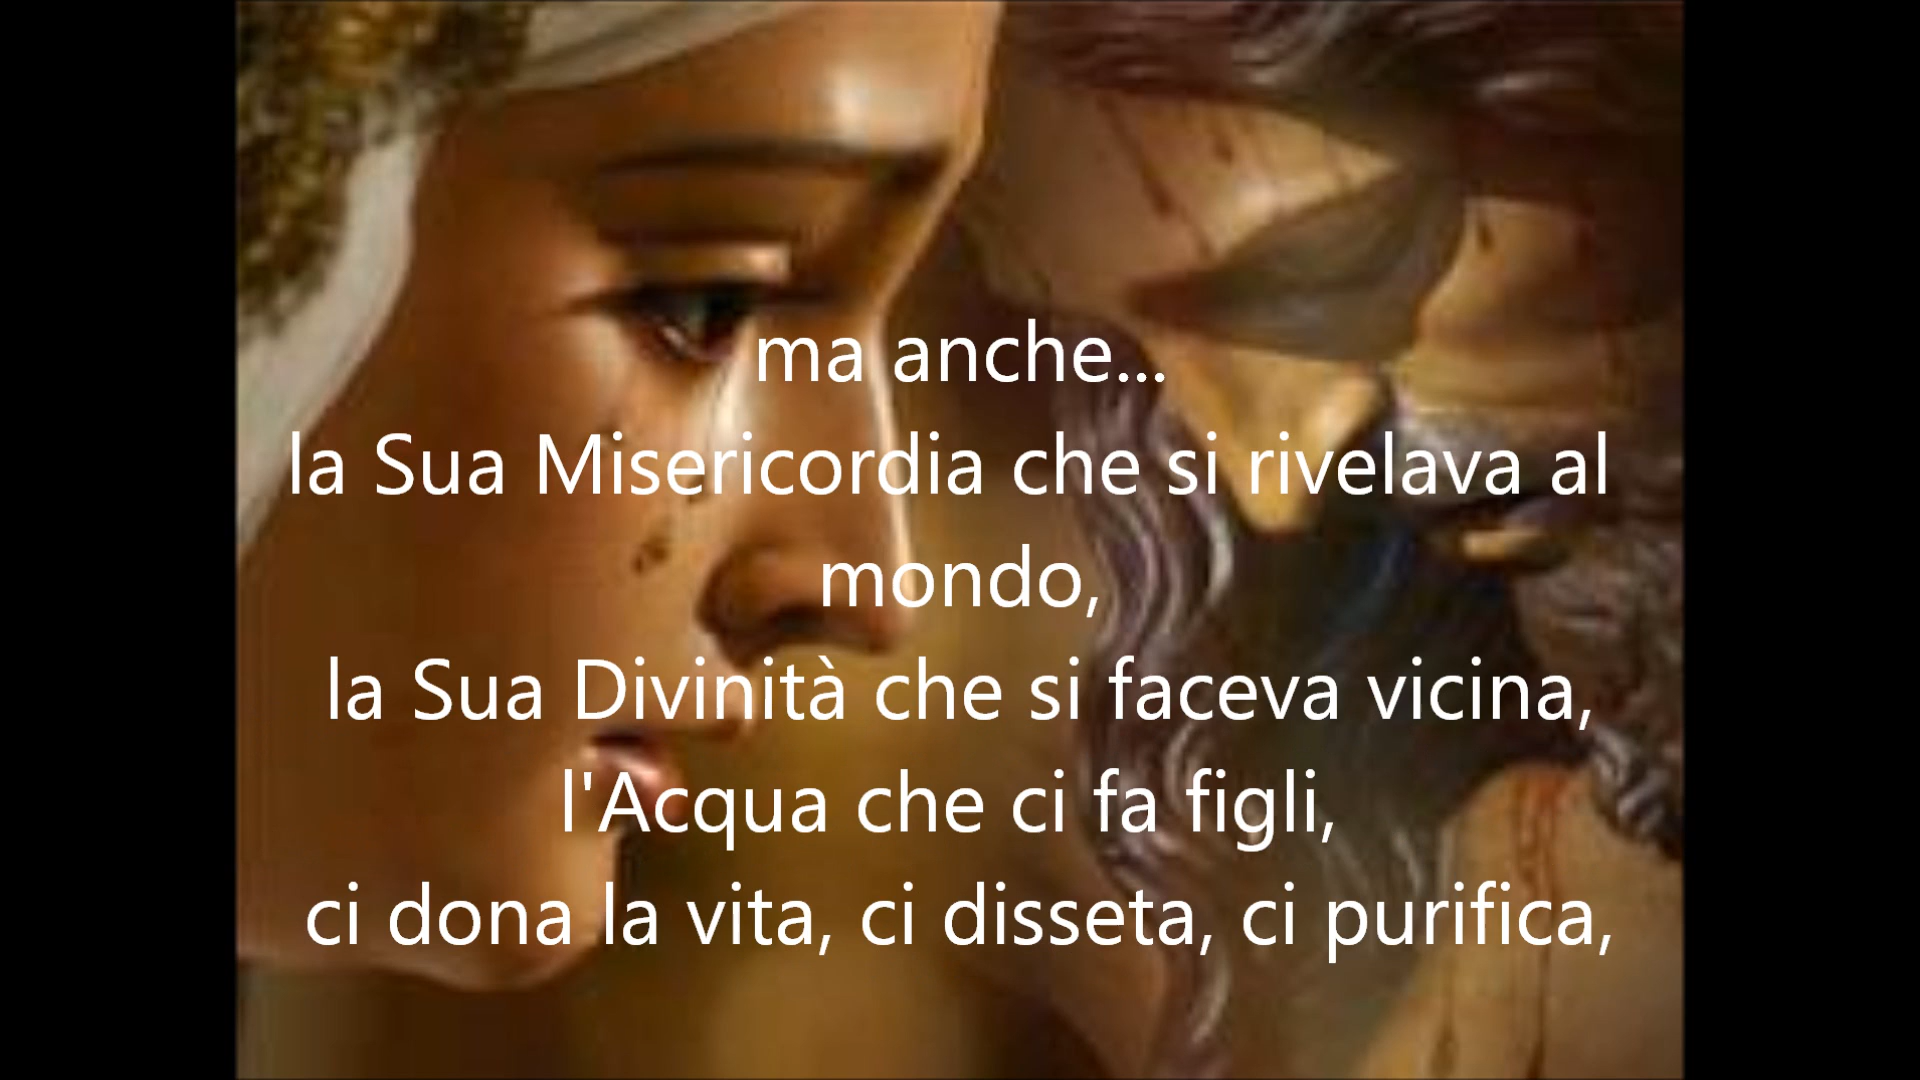 ma anche...
la Sua Misericordia che si rivelava al
mondo,
la Sua Divinità che si faceva vicina,
l'Acqua che ci fa figli,
ci dona la vita, ci disseta, ci purifica,